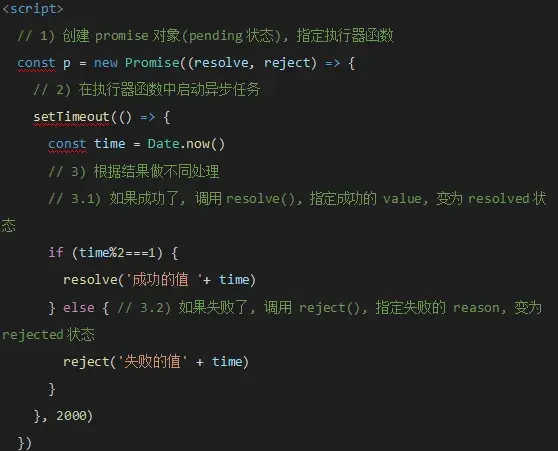 <script>
// 1) 创建 promise 对象(pending 状态), 指定执行器函数
const p = new Promise((resolve, reject) => {
// 2) 在执行器函数中启动异步任务
setTimeout(() => {
const time = Date.now()
// 3) 根据结果做不同处理
// 3.1) 如果成功了, 调用 resolve(), 指定成功的 value, 变为 resolved 状
态
if (time%2===1) {
resolve('成功的值 '+ time)
} else { // 3.2) 如果失败了, 调用 reject(), 指定失败的 reason, 变为
rejected 状态
reject('失败的值' + time)
}
}, 2000)
})